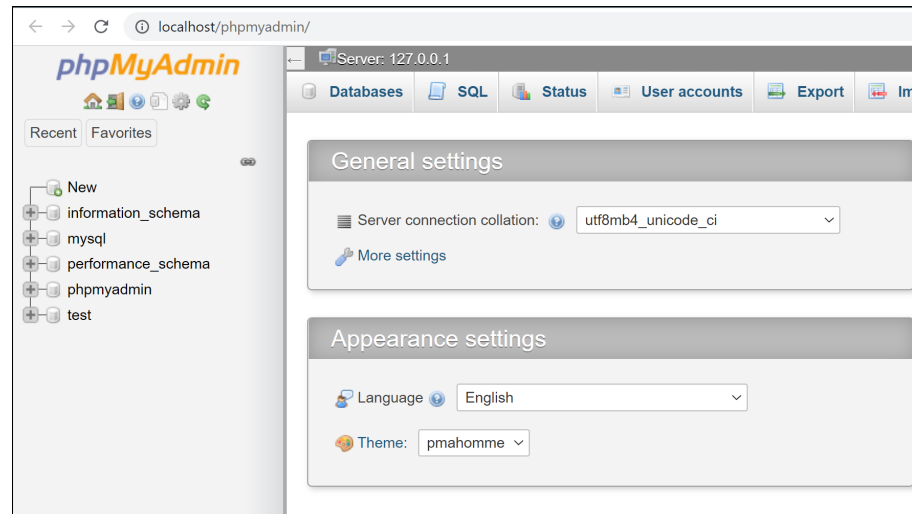 localhost/phpmyadmin/
phpMyAdmin
Recent Favorites
New
information_schema
mysql
performance_schema
phpmyadmin
test
Server: 127.0.0.1
Databases SQL Status User accounts Export
General settings
Server connection collation: utf8mb4_unicode_ci
More settings
Appearance settings
Language English
Theme: pmahomme